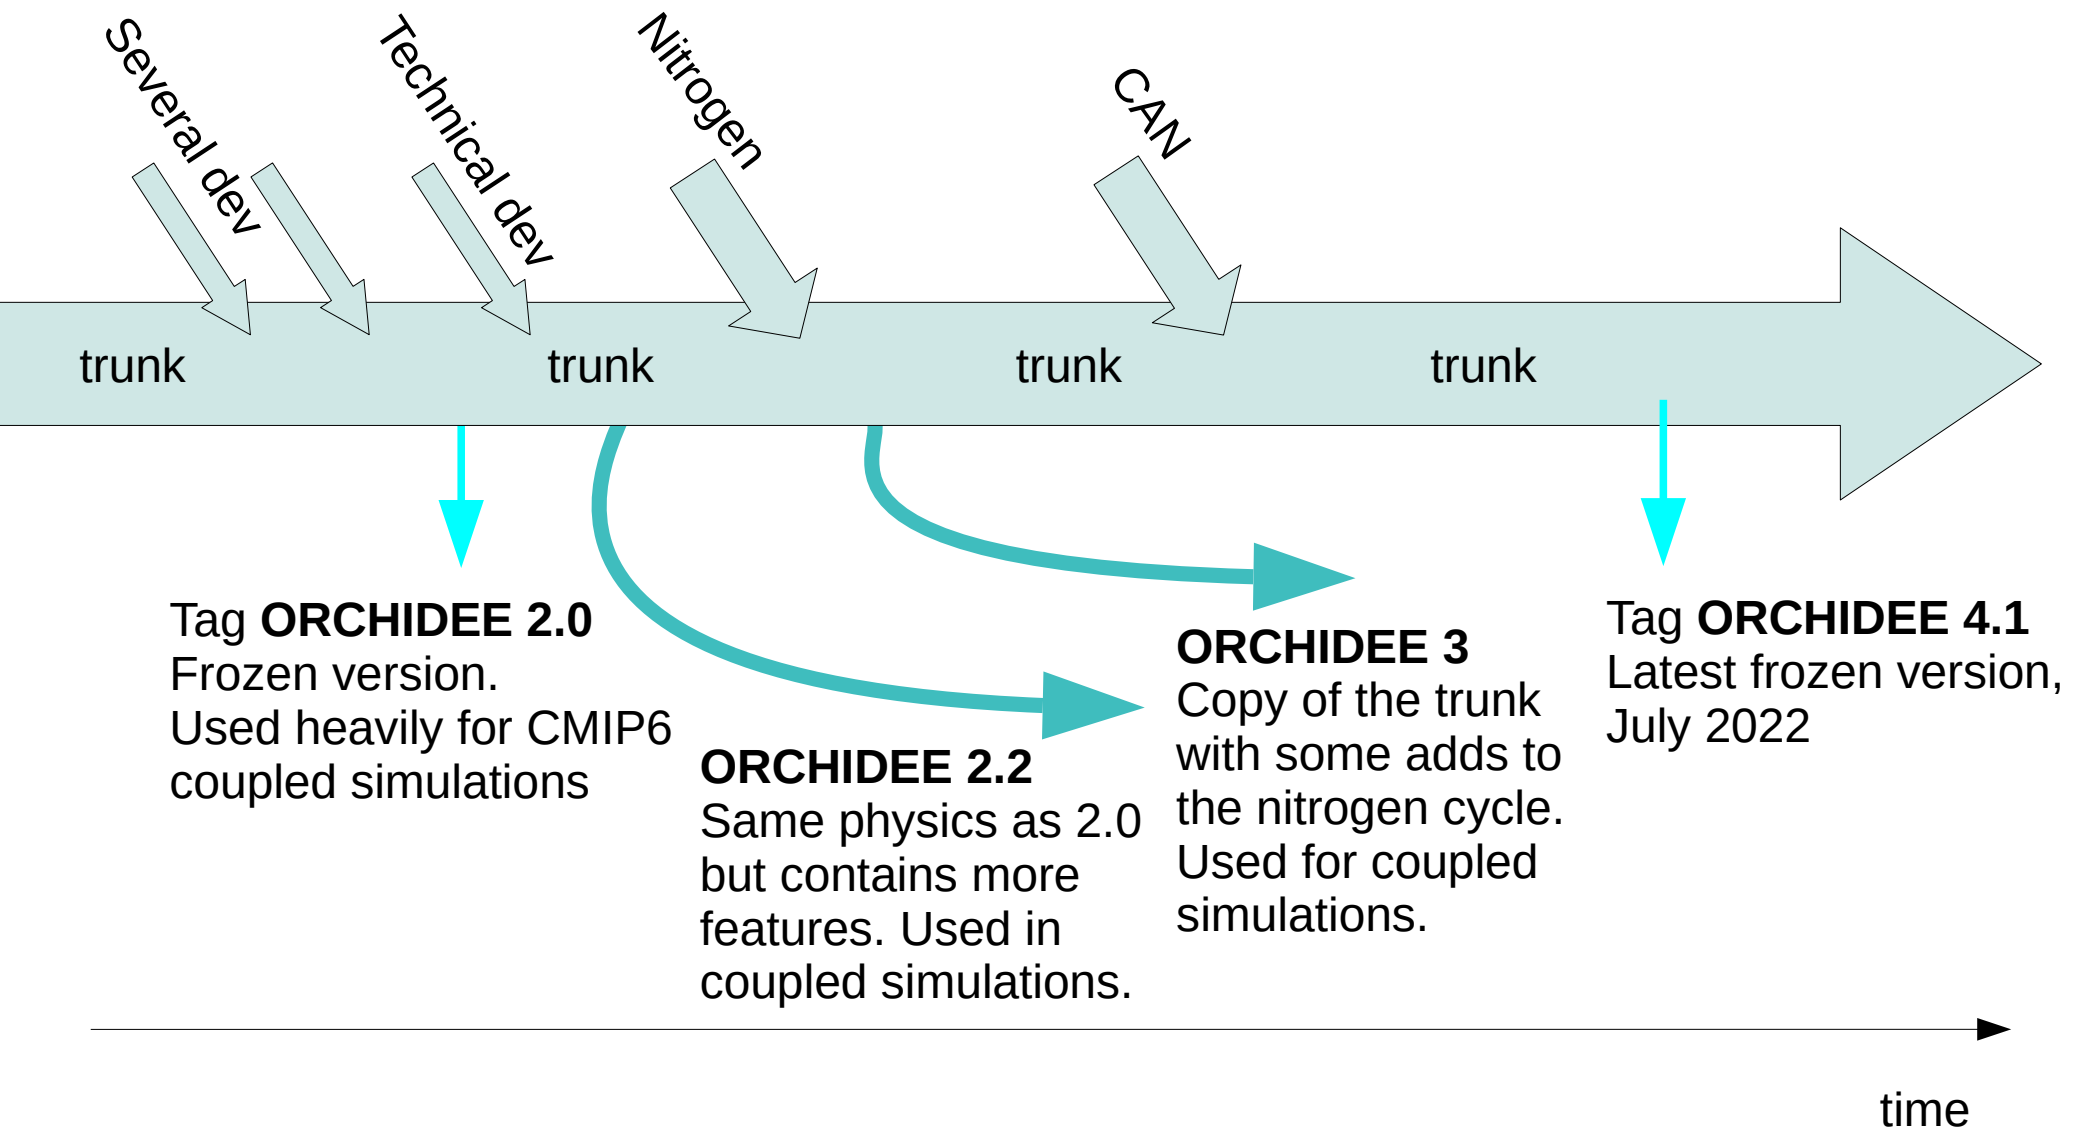 Several dev
Technical dev
Nitrogen
CAN
trunk
trunk
trunk
trunk
Tag ORCHIDEE 2.0
Frozen version.
Used heavily for CMIP6
coupled simulations
ORCHIDEE 2.2
Same physics as 2.0
but contains more
features. Used in
coupled simulations.
ORCHIDEE 3
Copy of the trunk
with some adds to
the nitrogen cycle.
Used for coupled
simulations.
Tag ORCHIDEE 4.1
Latest frozen version,
July 2022
time